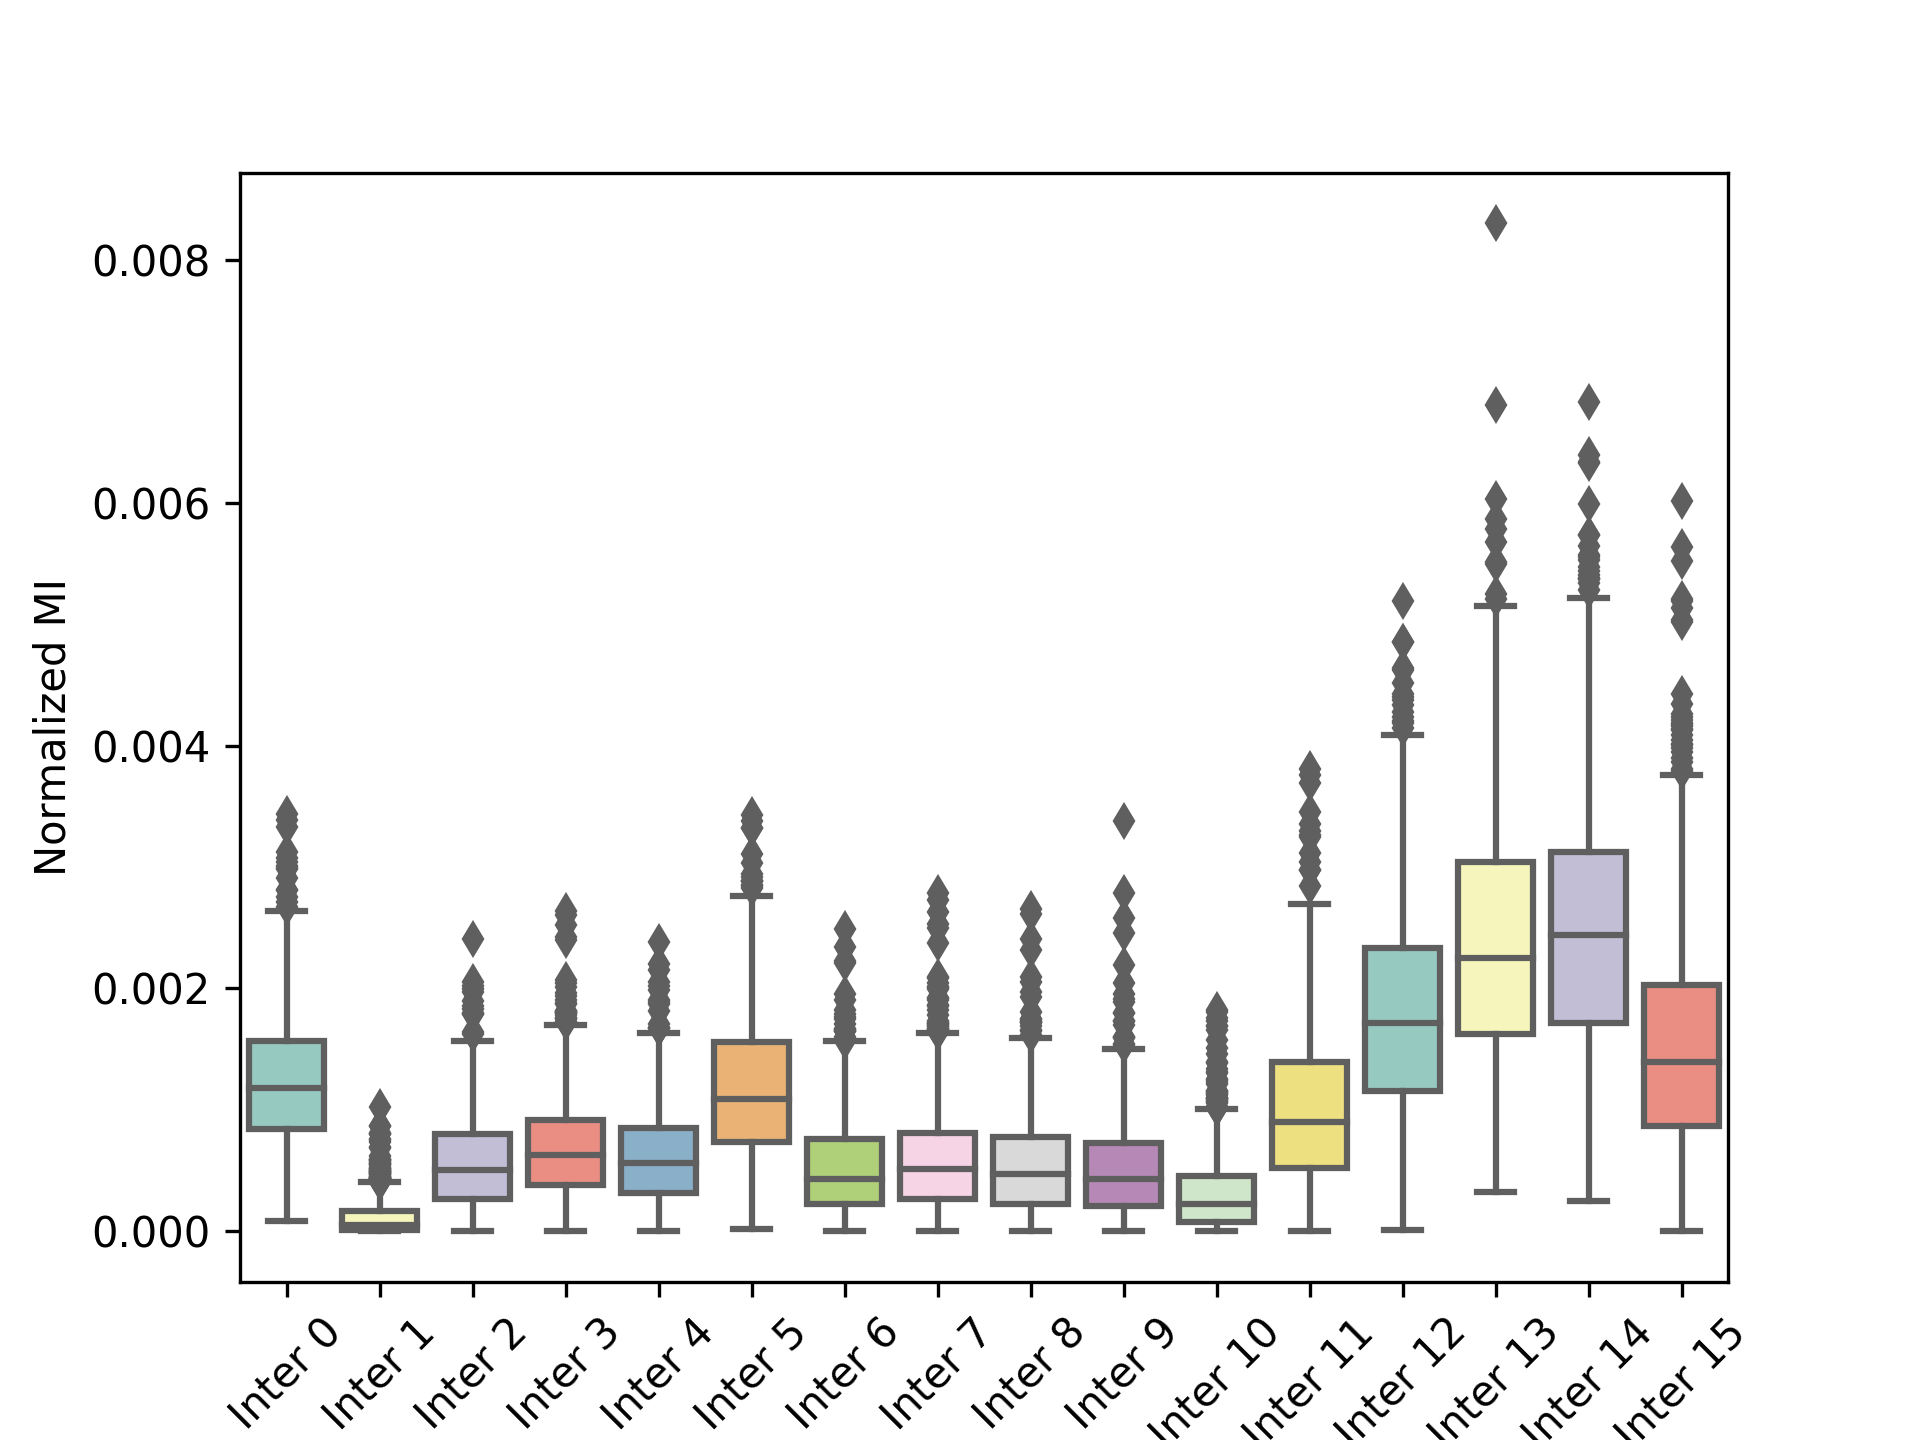 Normalized MI
0.008
0.006
0.004
0.002
0.000
Inter 0
Inter 1
Inter 2
Inter 3
Inter 4
Inter 5
Inter 6
Inter 7
Inter 8
Inter 9
Inter 10
Inter 11
Inter 12
Inter 13
Inter 14
Inter 15